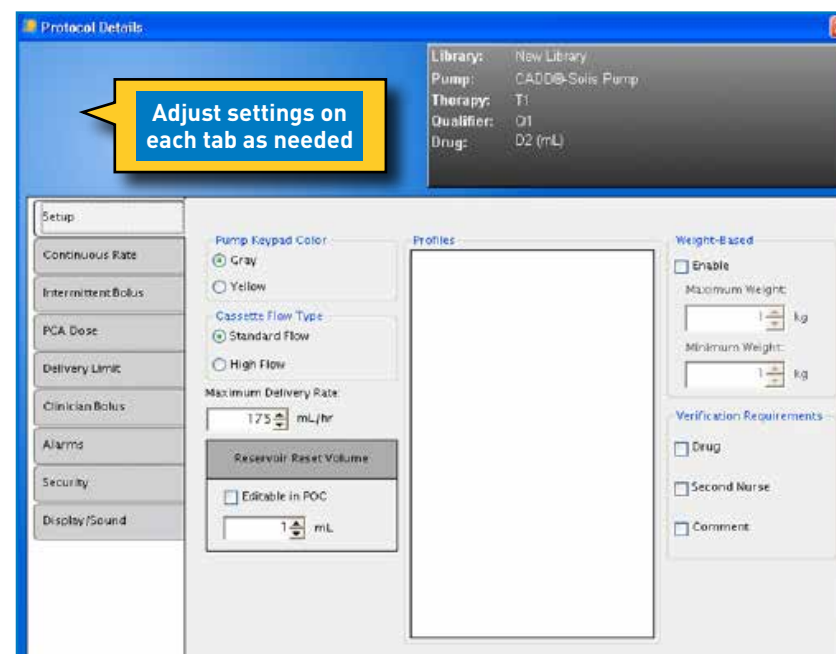 Protocol Details
Library: New Library
Pump: CADD®-Solis Pump
Therapy: T1
Qualifier: Q1
Drug: D2 (mL)
Adjust settings on
each tab as needed
Setup
Continuous Rate
Intermittent Bolus
PCA Dose
Delivery Limit
Clinician Bolus
Alarms
Security
Display/Sound
Pump Keypad Color
Gray
Yellow
Cassette Flow Type
Standard Flow
High Flow
Maximum Delivery Rate:
175 mL/hr
Reservoir Reset Volume
Editable in POC
1 mL
Profiles
Weight-Based
Enable
Maximum Weight:
1 kg
Minimum Weight:
1 kg
Verification Requirements
Drug
Second Nurse
Comment